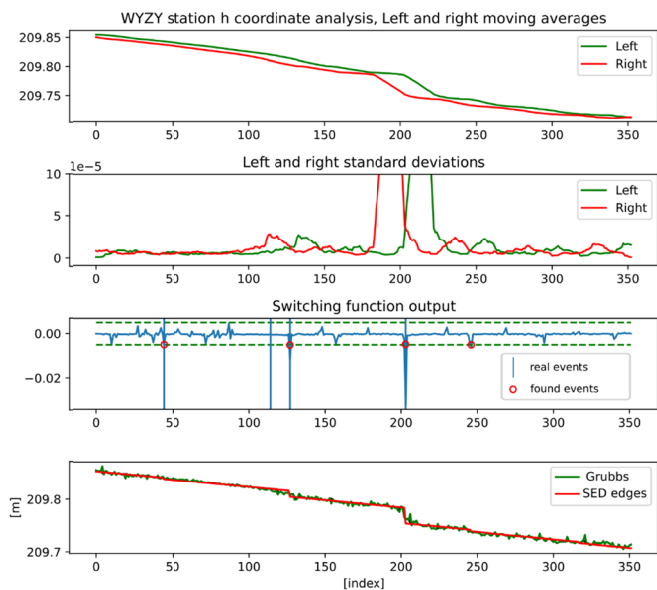 WYZY station h coordinate analysis, Left and right moving averages
209.85
209.80
209.75
Left
Right
0 50 100 150 200 250 300 350
Left and right standard deviations
1e−5
10
5
0
Left
Right
0 50 100 150 200 250 300 350
Switching function output
0.00
−0.02
real events
found events
0 50 100 150 200 250 300 350
[m]
209.8
209.7
Grubbs
SED edges
0 50 100 150 200 250 300 350
[index]